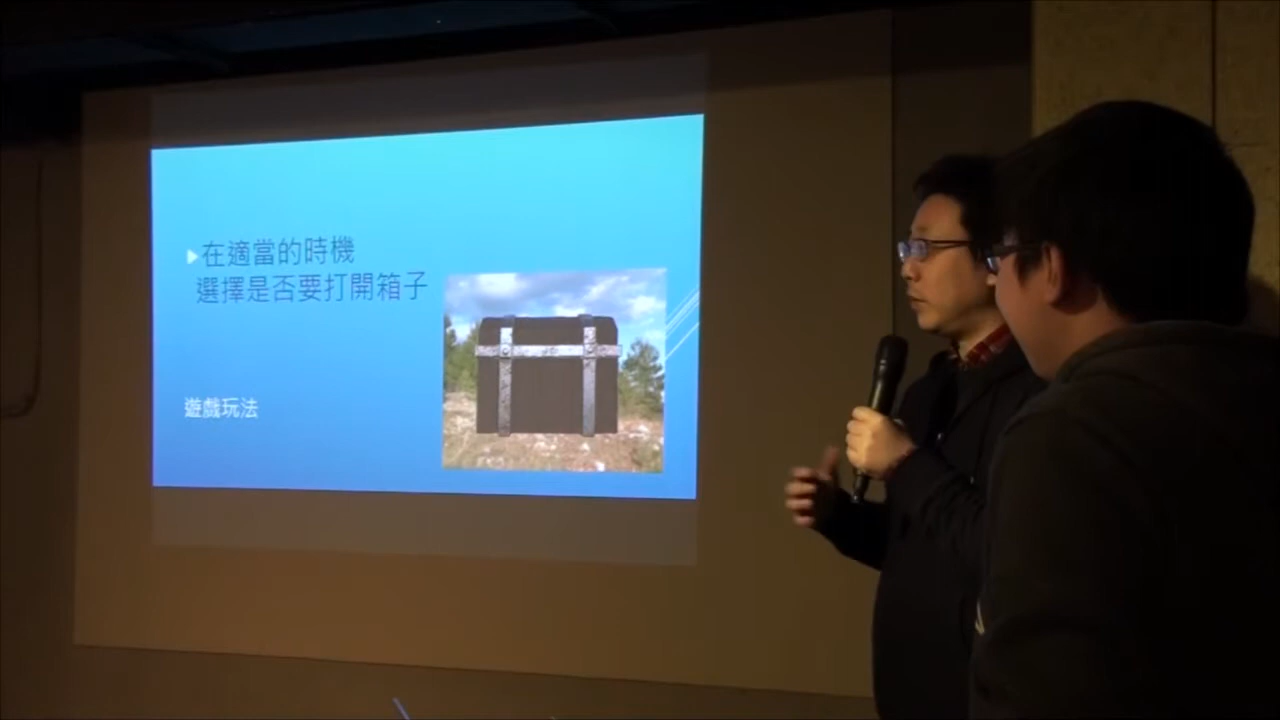 在適當的時機
選擇是否要打開箱子
遊戲玩法